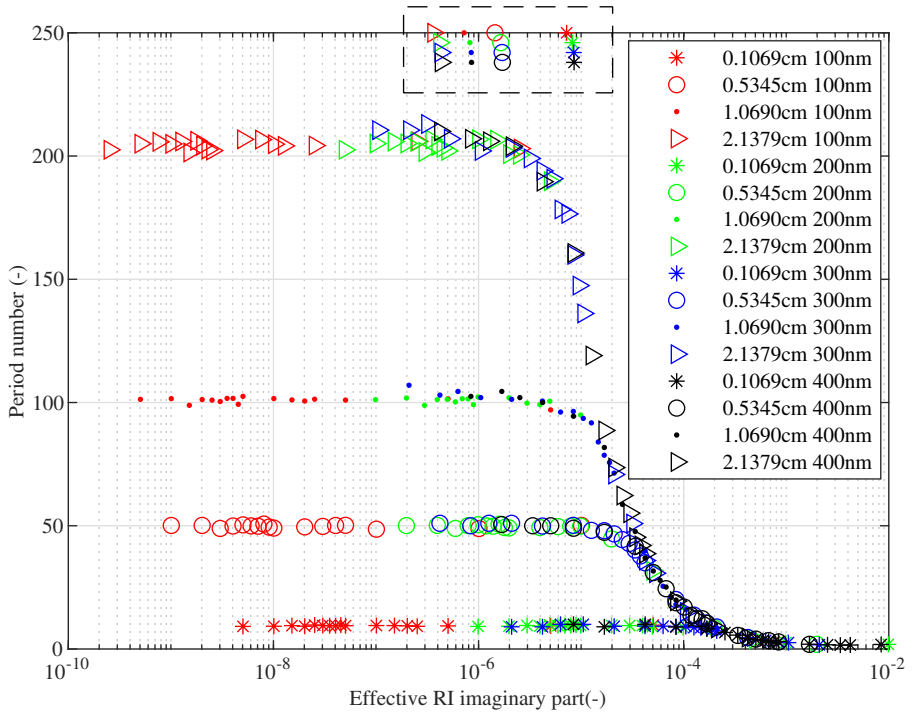 250
200
150
100
50
0
Period number (-)
10^-10
10^-8
10^-6
10^-4
10^-2
Effective RI imaginary part(-)
0.1069cm 100nm
0.5345cm 100nm
1.0690cm 100nm
2.1379cm 100nm
0.1069cm 200nm
0.5345cm 200nm
1.0690cm 200nm
2.1379cm 200nm
0.1069cm 300nm
0.5345cm 300nm
1.0690cm 300nm
2.1379cm 300nm
0.1069cm 400nm
0.5345cm 400nm
1.0690cm 400nm
2.1379cm 400nm